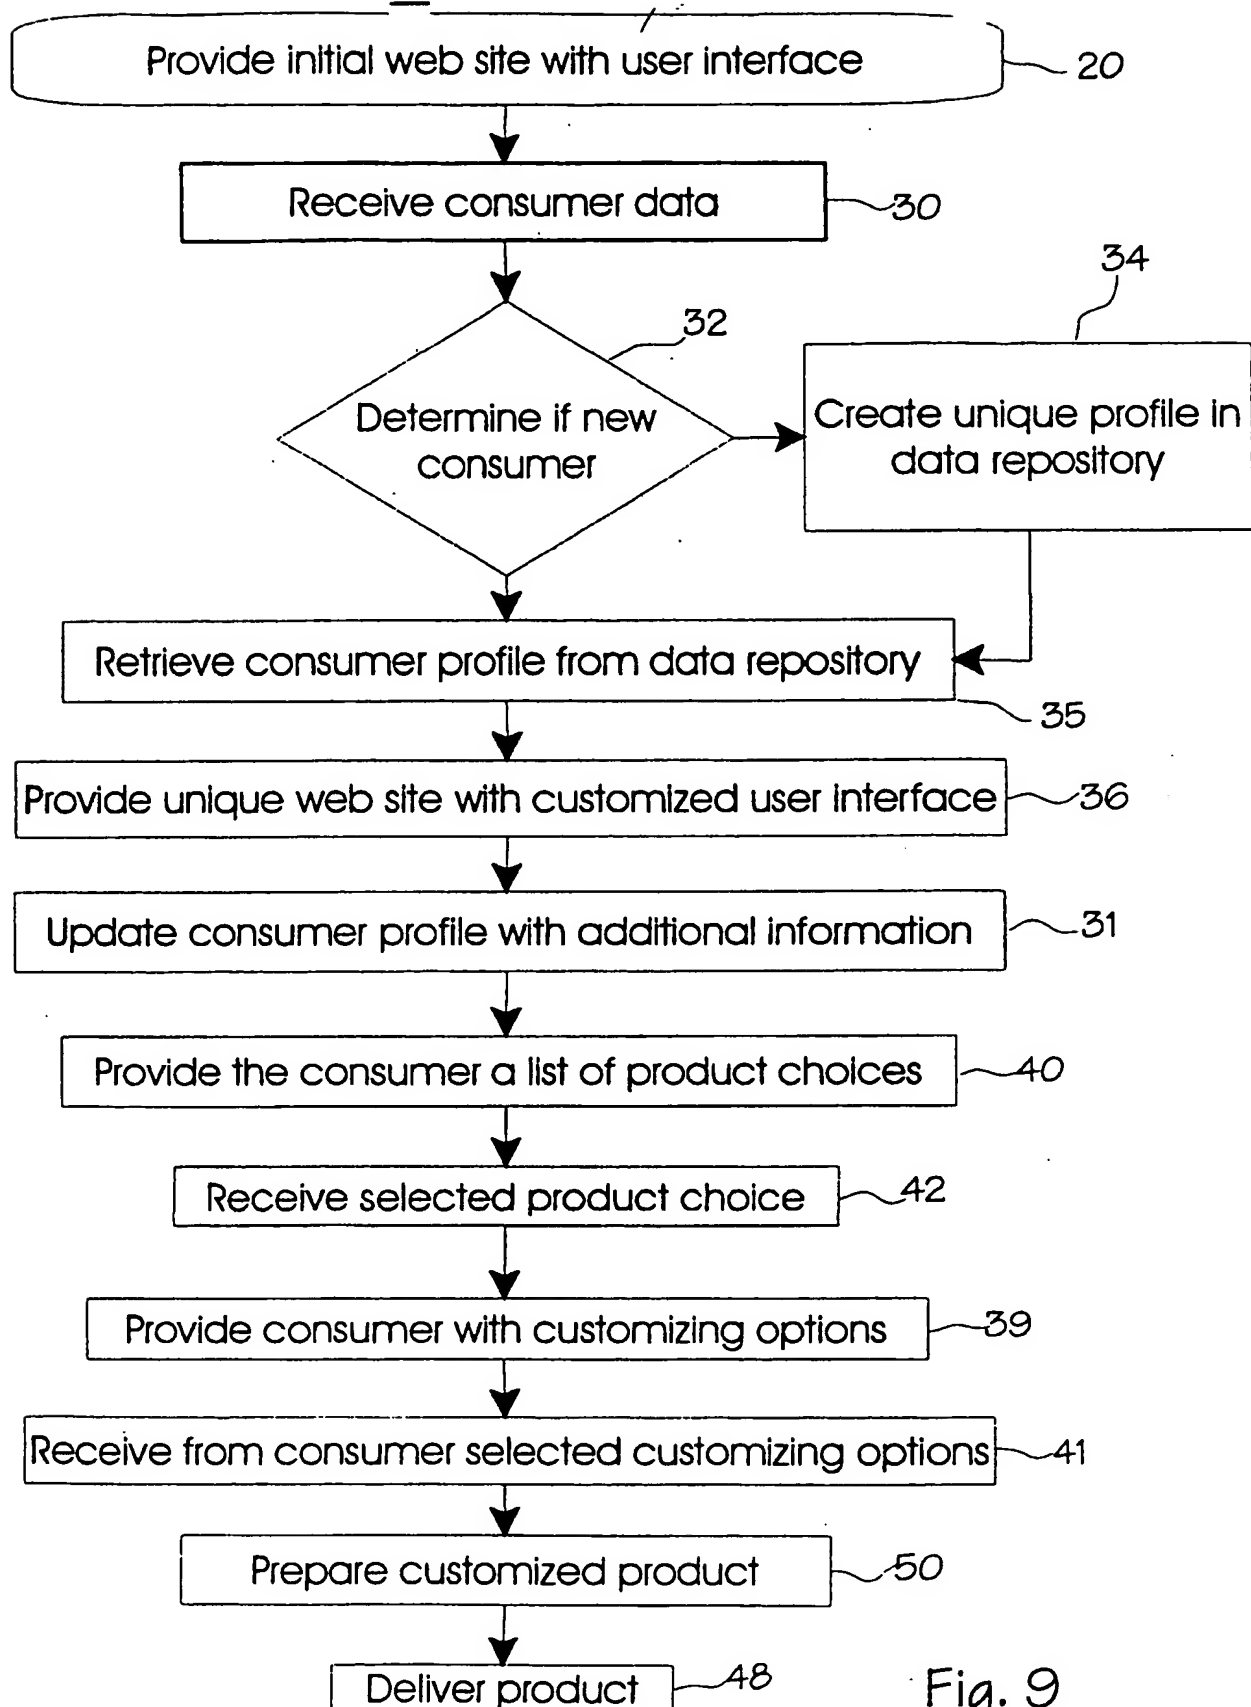 Provide initial web site with user interface
20
Receive consumer data
30
34
32
Determine if new
consumer
Create unique profile in
data repository
Retrieve consumer profile from data repository
35
Provide unique web site with customized user interface
36
Update consumer profile with additional information
31
Provide the consumer a list of product choices
40
Receive selected product choice
42
Provide consumer with customizing options
39
Receive from consumer selected customizing options
41
Prepare customized product
50
Deliver product
48
Fig. 9